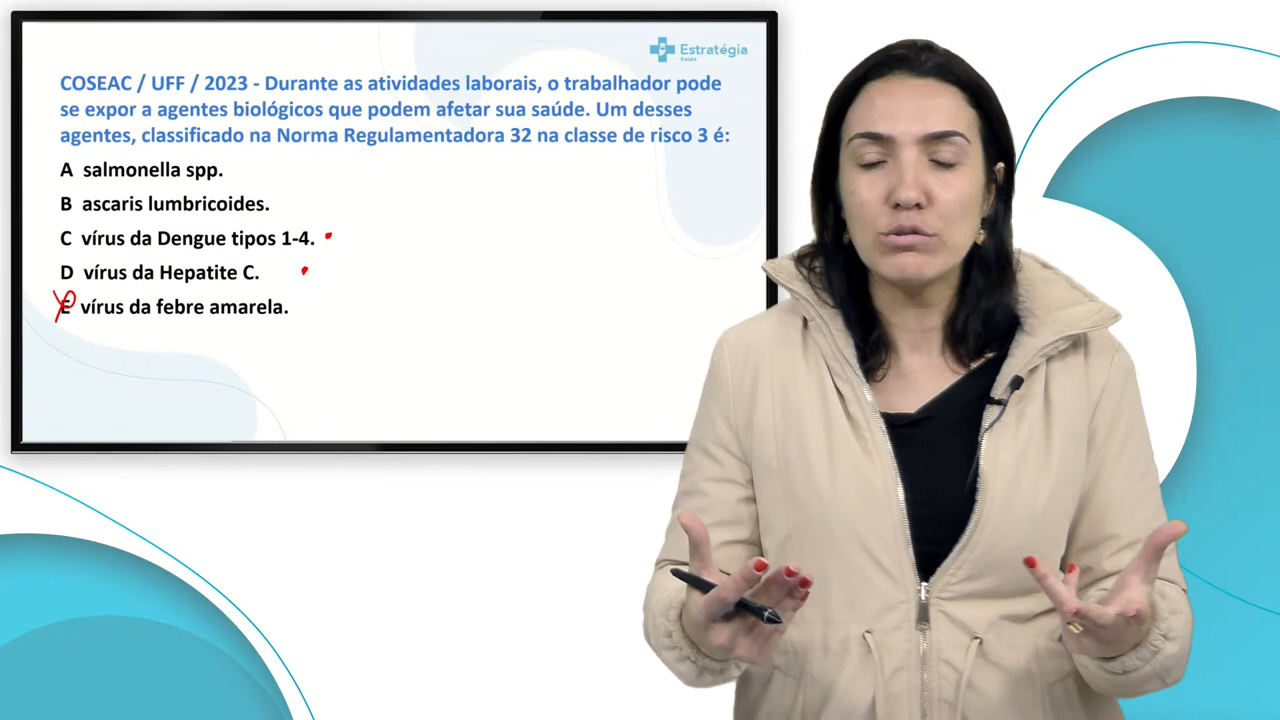 Estratégia
Saúde
COSEAC / UFF / 2023 - Durante as atividades laborais, o trabalhador pode
se expor a agentes biológicos que podem afetar sua saúde. Um desses
agentes, classificado na Norma Regulamentadora 32 na classe de risco 3 é:
A salmonella spp.
B ascaris lumbricoides.
C vírus da Dengue tipos 1-4.
D vírus da Hepatite C.
E vírus da febre amarela.